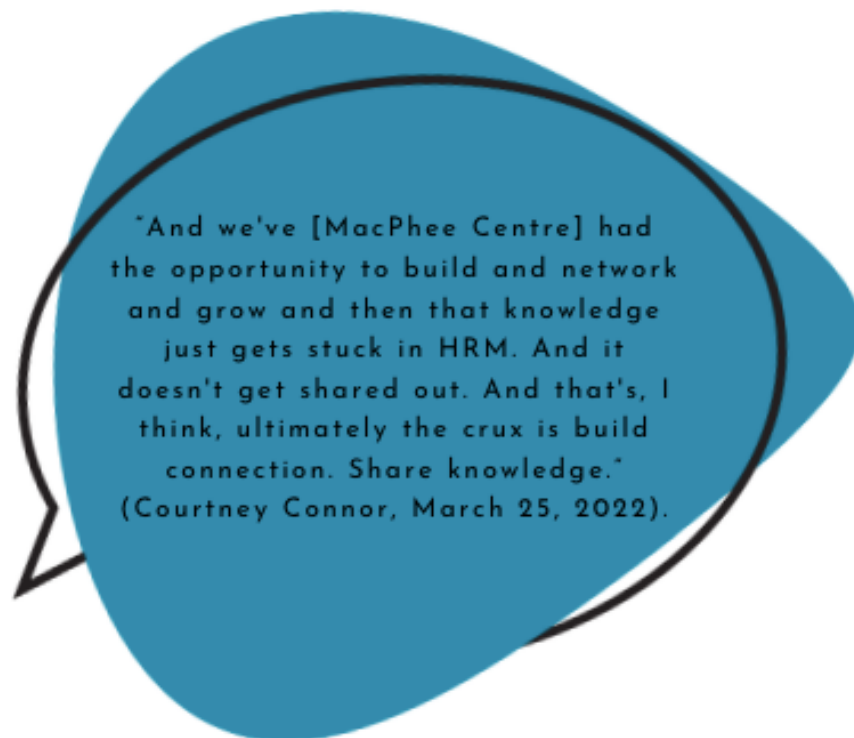 “And we've [MacPhee Centre] had
the opportunity to build and network
and grow and then that knowledge
just gets stuck in HRM. And it
doesn't get shared out. And that's, I
think, ultimately the crux is build
connection. Share knowledge.”
(Courtney Connor, March 25, 2022).